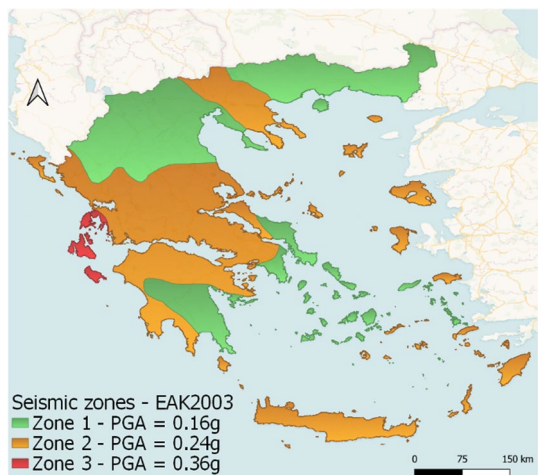 Seismic zones - EAK2003
Zone 1 - PGA = 0.16g
Zone 2 - PGA = 0.24g
Zone 3 - PGA = 0.36g
0 75 150 km